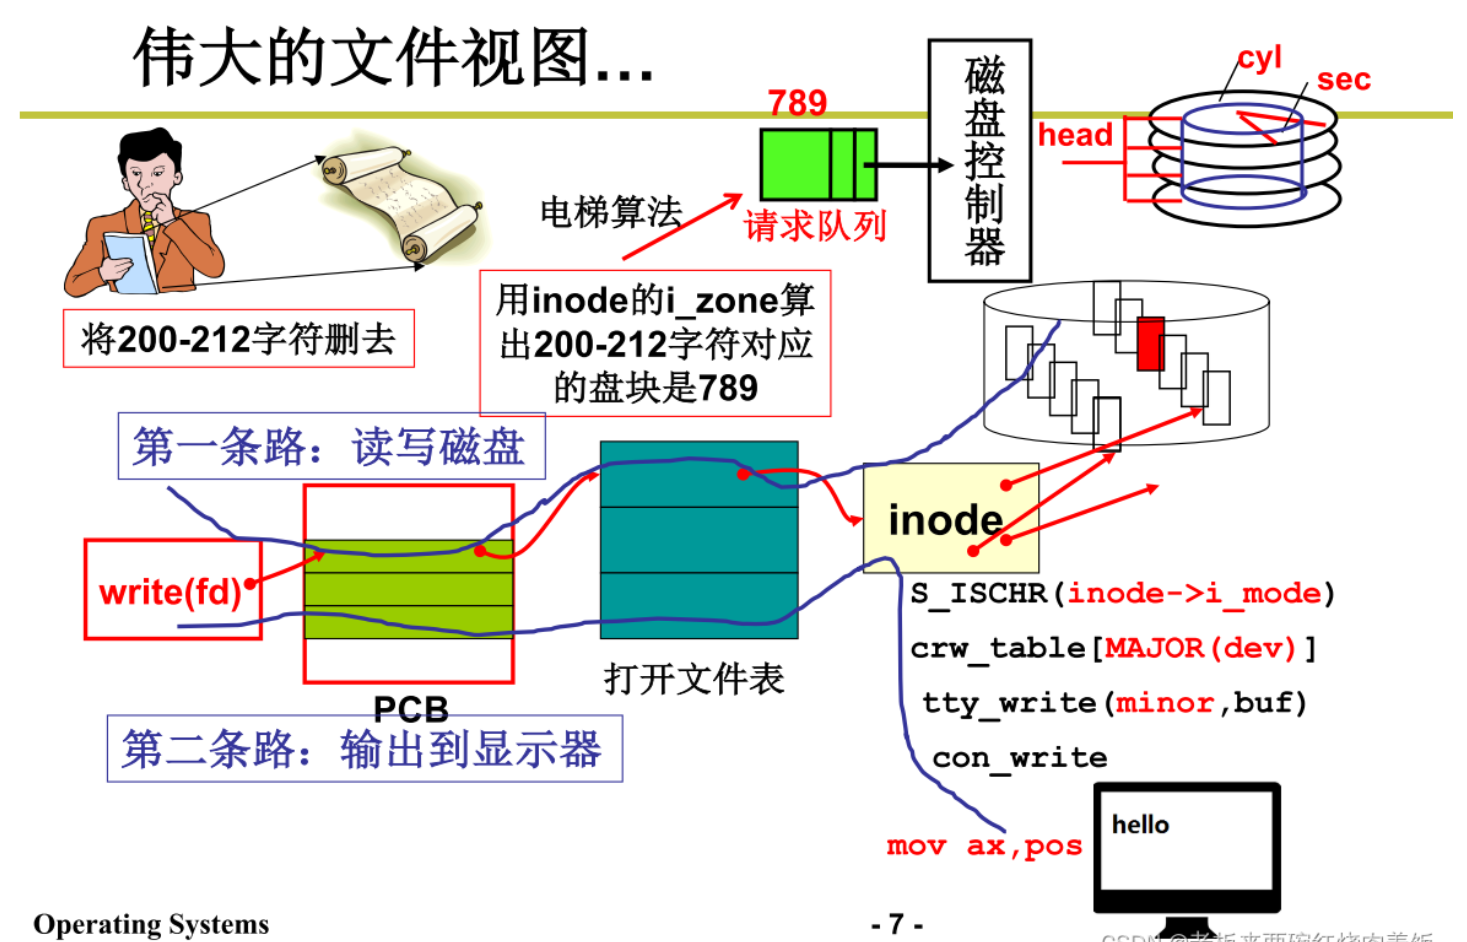 伟大的文件视图...
789
磁盘控制器
cyl
sec
head
电梯算法
请求队列
将200-212字符删去
用inode的i_zone算
出200-212字符对应
的盘块是789
第一条路：读写磁盘
write(fd)
inode
S_ISCHR(inode->i_mode)
crw_table[MAJOR(dev)]
tty_write(minor,buf)
con_write
打开文件表
PCB
第二条路：输出到显示器
mov ax,pos
hello
Operating Systems
- 7 -